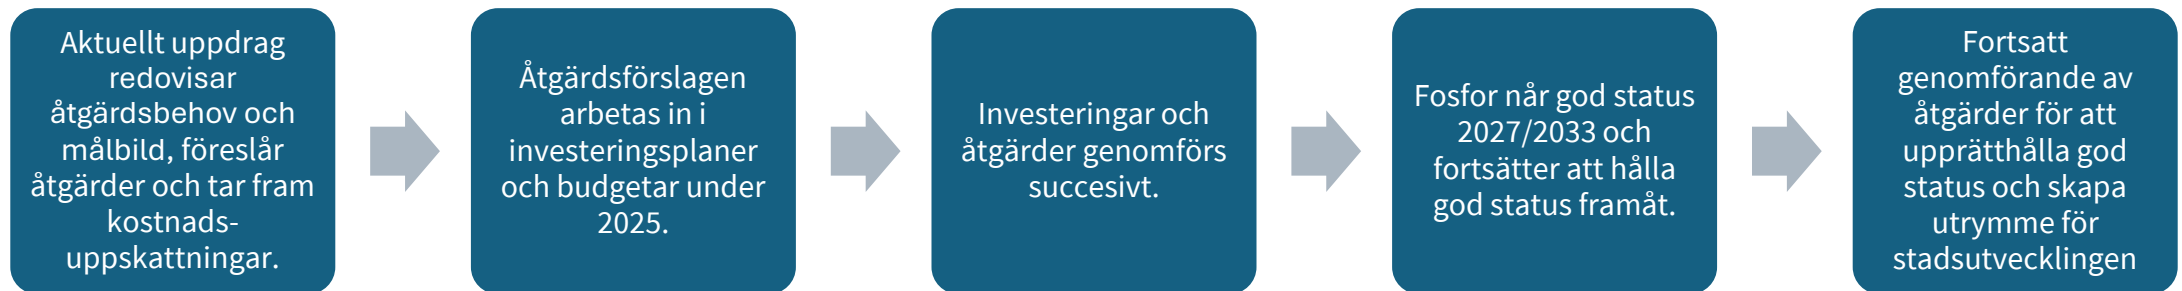 Aktuellt uppdrag
redovisar
åtgärdsbehov och
målbild, föreslår
åtgärder och tar fram
kostnads-
uppskattningar.
Åtgärdsförslagen
arbetas in i
investeringsplaner
och budgetar under
2025.
Investeringar och
åtgärder genomförs
succesivt.
Fosfor når god status
2027/2033 och
fortsätter att hålla
god status framåt.
Fortsatt
genomförande av
åtgärder för att
upprätthålla god
status och skapa
utrymme för
stadsutvecklingen